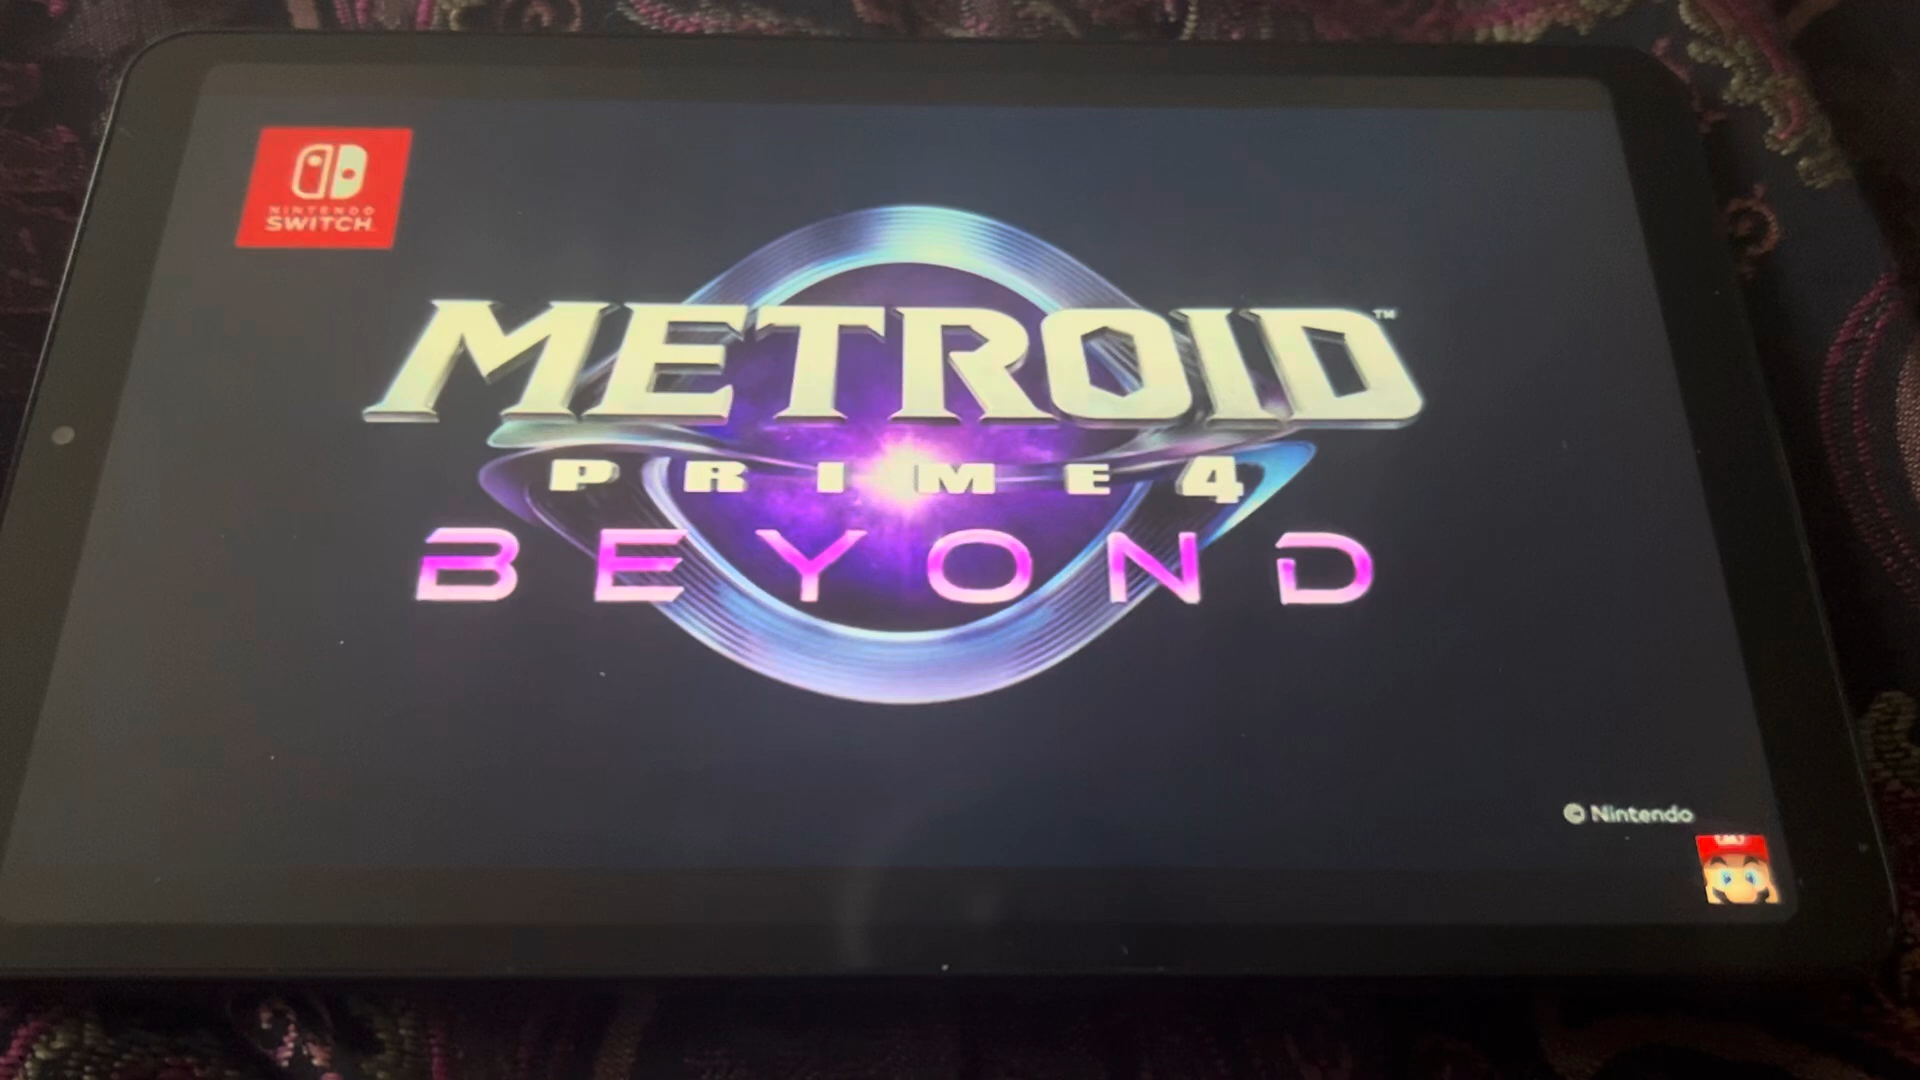 NINTENDO
SWITCH
METROID™
PRIME 4
BEYOND
© Nintendo